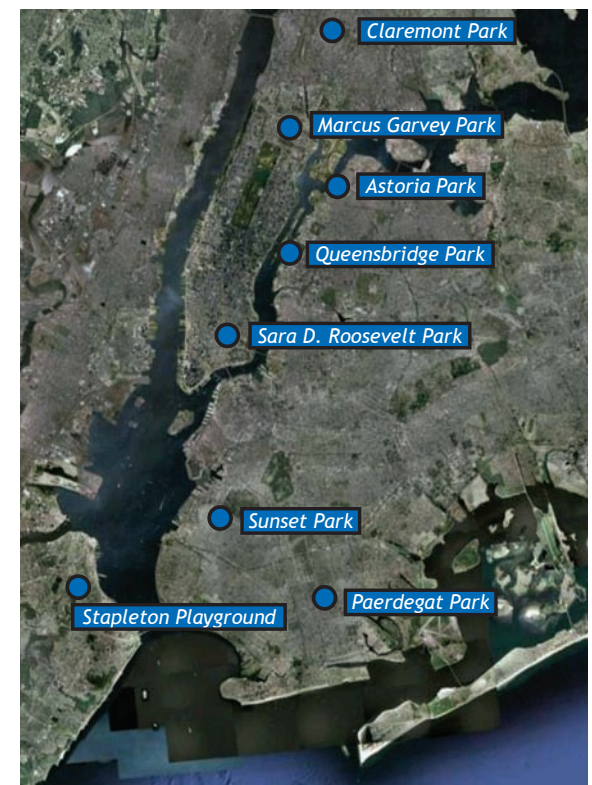 Claremont Park
Marcus Garvey Park
Astoria Park
Queensbridge Park
Sara D. Roosevelt Park
Sunset Park
Paerdegat Park
Stapleton Playground